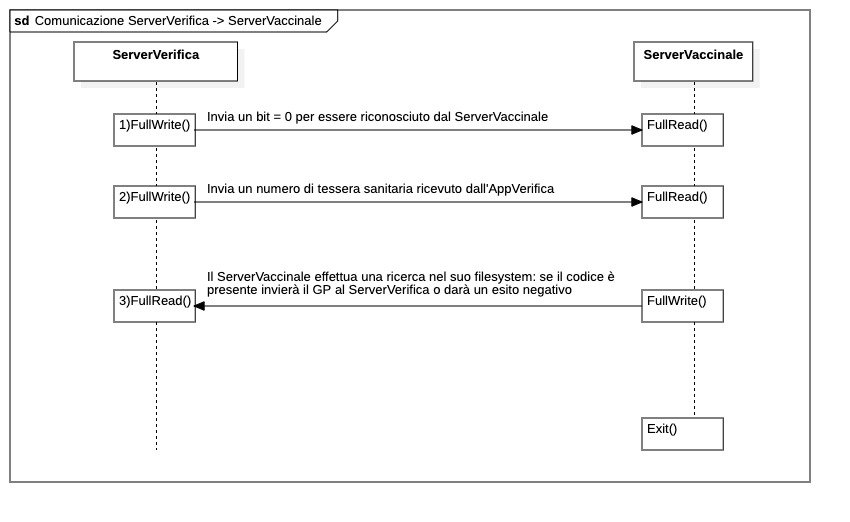 sd Comunicazione ServerVerifica -> ServerVaccinale
ServerVerifica
ServerVaccinale
1)FullWrite()
Invia un bit = 0 per essere riconosciuto dal ServerVaccinale
FullRead()
2)FullWrite()
Invia un numero di tessera sanitaria ricevuto dall'AppVerifica
FullRead()
Il ServerVaccinale effettua una ricerca nel suo filesystem: se il codice è
presente invierà il GP al ServerVerifica o darà un esito negativo
3)FullRead()
FullWrite()
Exit()